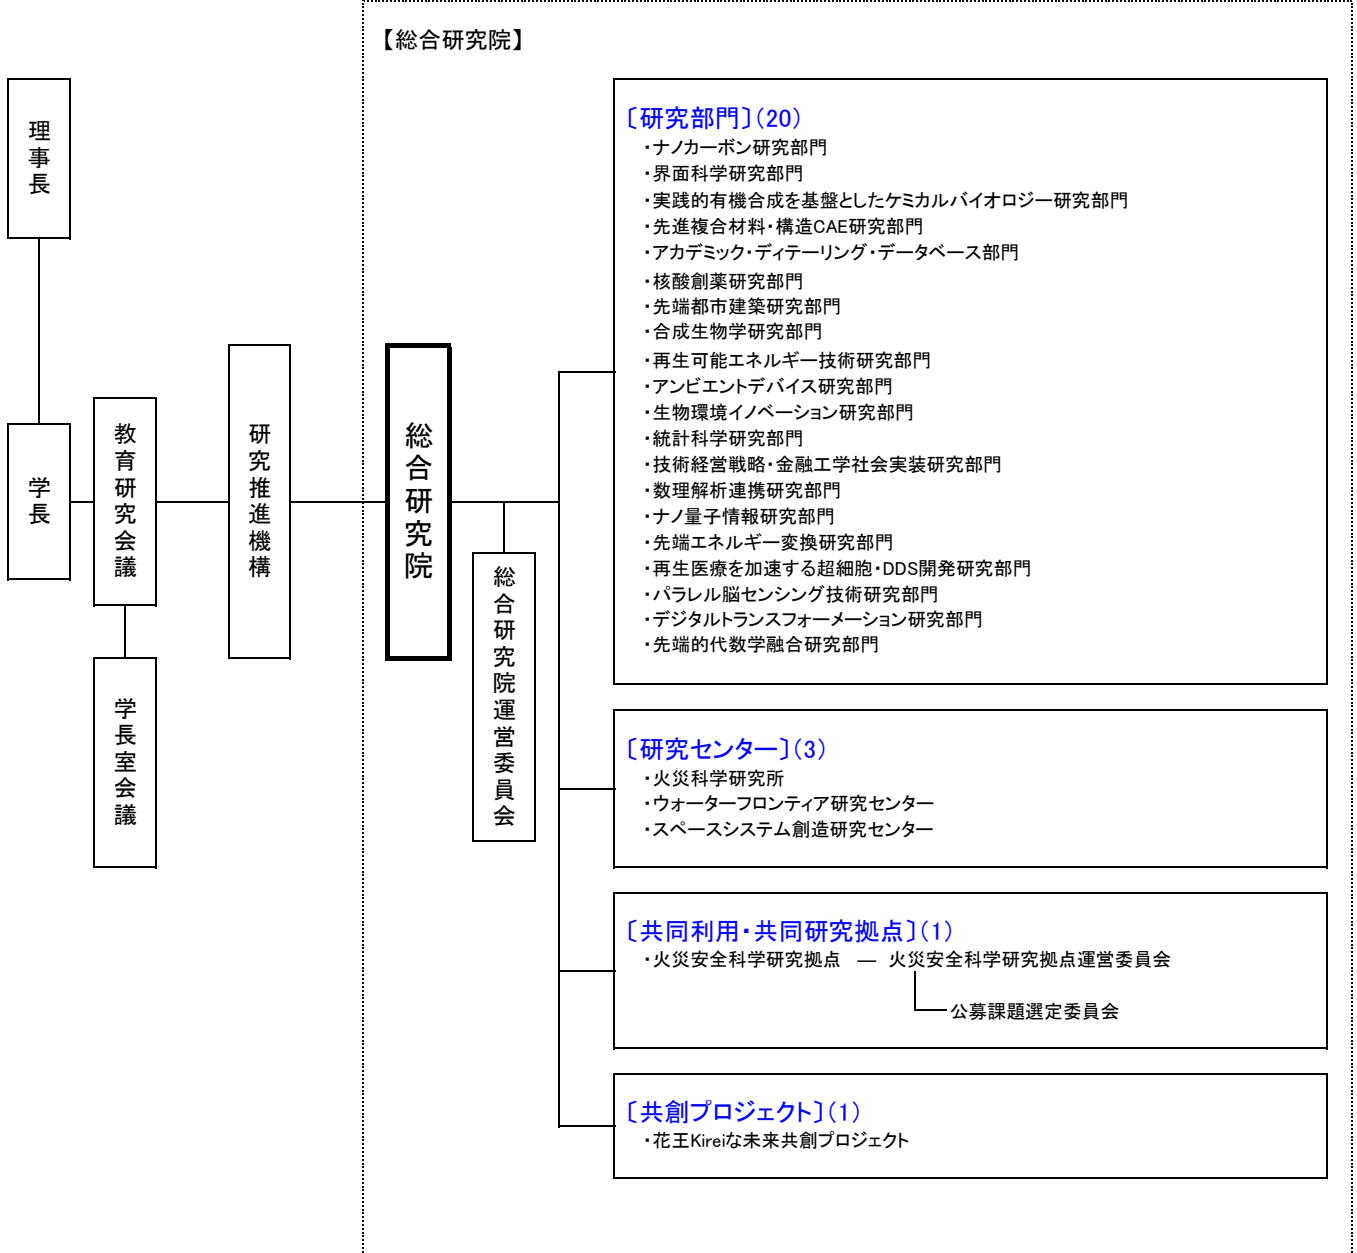 【総合研究院】
理事長
学長
教育研究会議
学長室会議
研究推進機構
総合研究院
総合研究院運営委員会
〔研究部門〕(20)
・ナノカーボン研究部門
・界面科学研究部門
・実践的有機合成を基盤としたケミカルバイオロジー研究部門
・先進複合材料・構造CAE研究部門
・アカデミック・ディテーリング・データベース部門
・核酸創薬研究部門
・先端都市建築研究部門
・合成生物学研究部門
・再生可能エネルギー技術研究部門
・アンビエントデバイス研究部門
・生物環境イノベーション研究部門
・統計科学研究部門
・技術経営戦略・金融工学社会実装研究部門
・数理解析連携研究部門
・ナノ量子情報研究部門
・先端エネルギー変換研究部門
・再生医療を加速する超細胞・DDS開発研究部門
・パラレル脳センシング技術研究部門
・デジタルトランスフォーメーション研究部門
・先端的代数学融合研究部門
〔研究センター〕(3)
・火災科学研究所
・ウォーターフロンティア研究センター
・スペースシステム創造研究センター
〔共同利用・共同研究拠点〕(1)
・火災安全科学研究拠点 ― 火災安全科学研究拠点運営委員会
公募課題選定委員会
〔共創プロジェクト〕(1)
・花王Kireiな未来共創プロジェクト